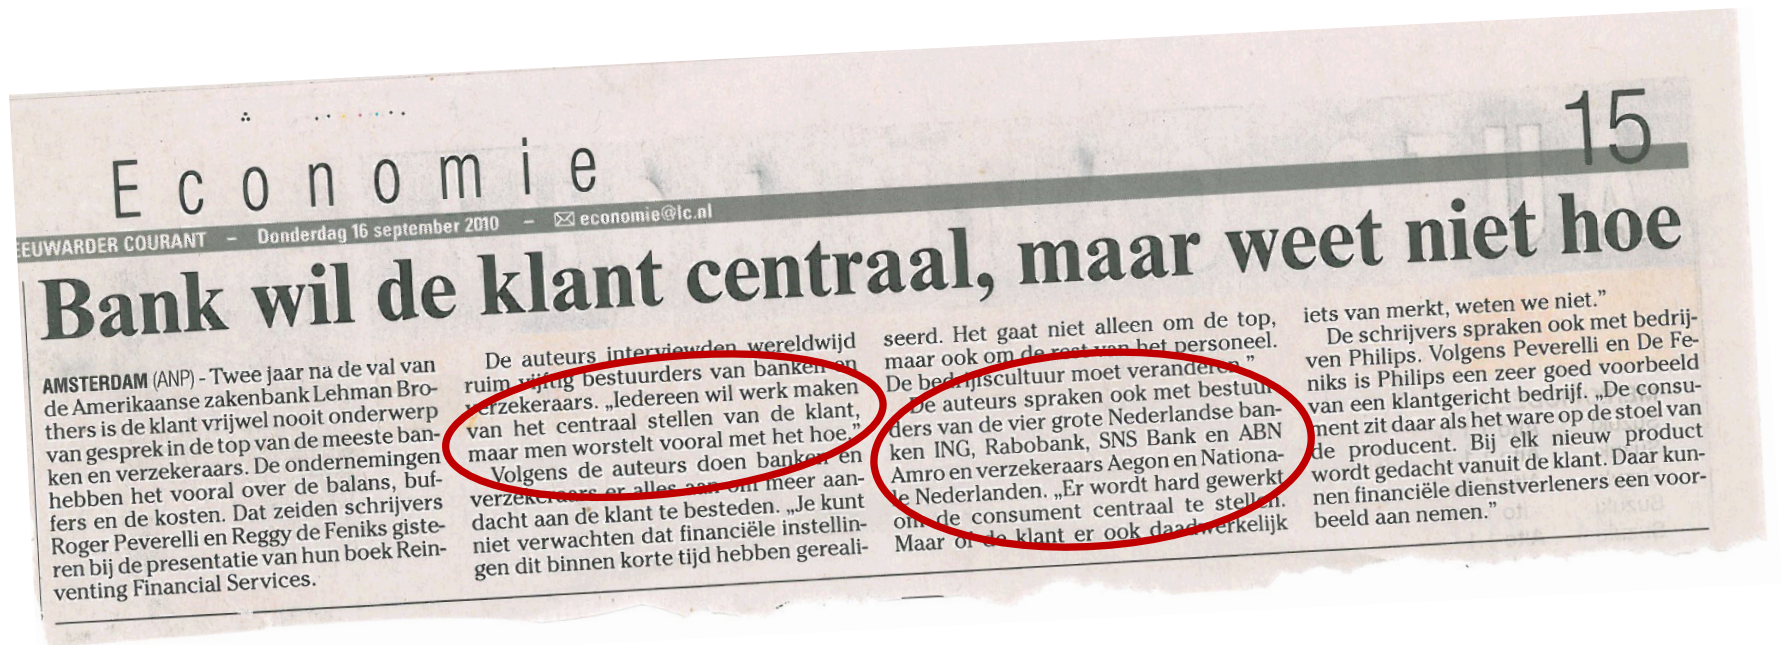 Economie
15
EEUWARDER COURANT – Donderdag 16 september 2010 – economie@lc.nl
Bank wil de klant centraal, maar weet niet hoe
AMSTERDAM (ANP) - Twee jaar na de val van
de Amerikaanse zakenbank Lehman Bro-
thers is de klant vrijwel nooit onderwerp
van gesprek in de top van de meeste ban-
ken en verzekeraars. De ondernemingen
hebben het vooral over de balans, buf-
fers en de kosten. Dat zeiden schrijvers
Roger Peverelli en Reggy de Feniks giste-
ren bij de presentatie van hun boek Rein-
venting Financial Services.
De auteurs interviewden wereldwijd
ruim vijftig bestuurders van banken en
verzekeraars. „Iedereen wil werk maken
van het centraal stellen van de klant,
maar men worstelt vooral met het hoe.”
Volgens de auteurs doen banken en
verzekeraars er alles aan om meer aan-
dacht aan de klant te besteden. „Je kunt
niet verwachten dat financiële instellin-
gen dit binnen korte tijd hebben gereali-
seerd. Het gaat niet alleen om de top,
maar ook om de rest van het personeel.
De bedrijfscultuur moet veranderen.”
De auteurs spraken ook met bestuur-
ders van de vier grote Nederlandse ban-
ken ING, Rabobank, SNS Bank en ABN
Amro en verzekeraars Aegon en Nationa-
le Nederlanden. „Er wordt hard gewerkt
om de consument centraal te stellen.
Maar of de klant er ook daadwerkelijk
iets van merkt, weten we niet.”
De schrijvers spraken ook met bedrij-
ven Philips. Volgens Peverelli en De Fe-
niks is Philips een zeer goed voorbeeld
van een klantgericht bedrijf. „De consu-
ment zit daar als het ware op de stoel van
de producent. Bij elk nieuw product
wordt gedacht vanuit de klant. Daar kun-
nen financiële dienstverleners een voor-
beeld aan nemen.”